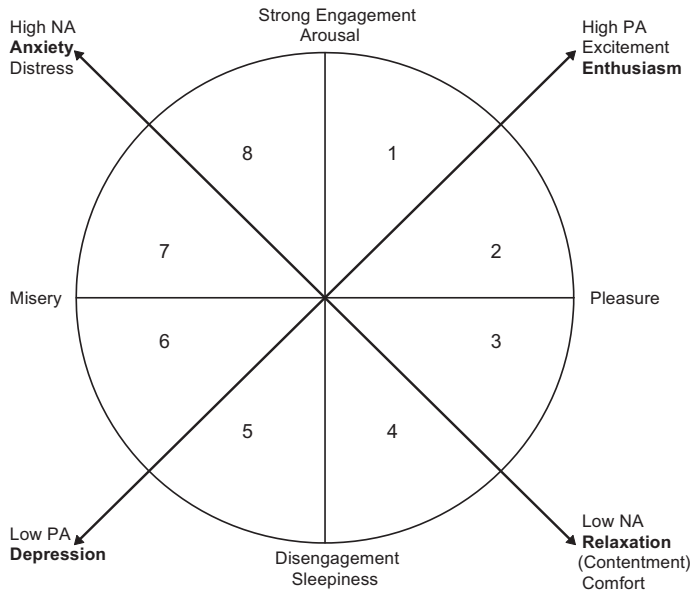 Strong Engagement
Arousal
High NA
Anxiety
Distress
High PA
Excitement
Enthusiasm
8
1
7
2
Misery
Pleasure
6
3
5
4
Low PA
Depression
Disengagement
Sleepiness
Low NA
Relaxation
(Contentment)
Comfort